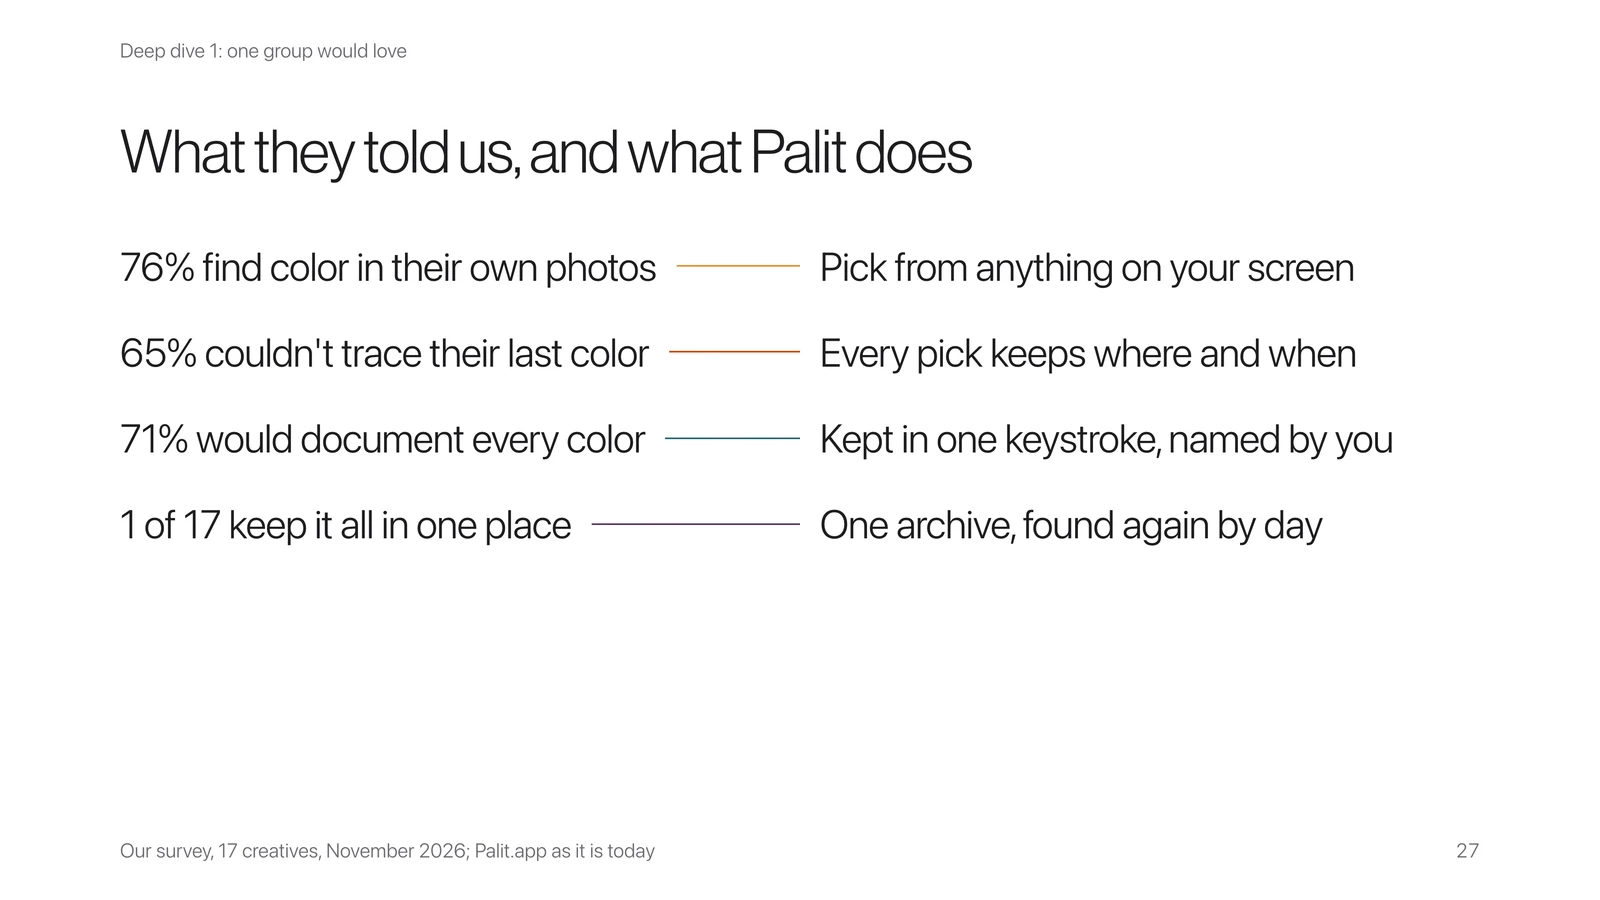 Deep dive 1: one group would love
What they told us, and what Palit does
76% find color in their own photos Pick from anything on your screen
65% couldn't trace their last color Every pick keeps where and when
71% would document every color Kept in one keystroke, named by you
1 of 17 keep it all in one place One archive, found again by day
Our survey, 17 creatives, November 2026; Palit.app as it is today 27